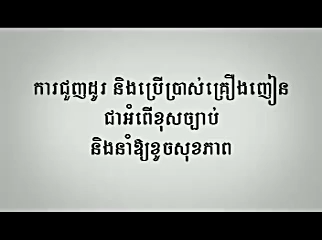 ការជួញដូរ និងប្រើប្រាស់គ្រឿងញៀន
ជាអំពើខុសច្បាប់
និងនាំឱ្យខូចសុខភាព